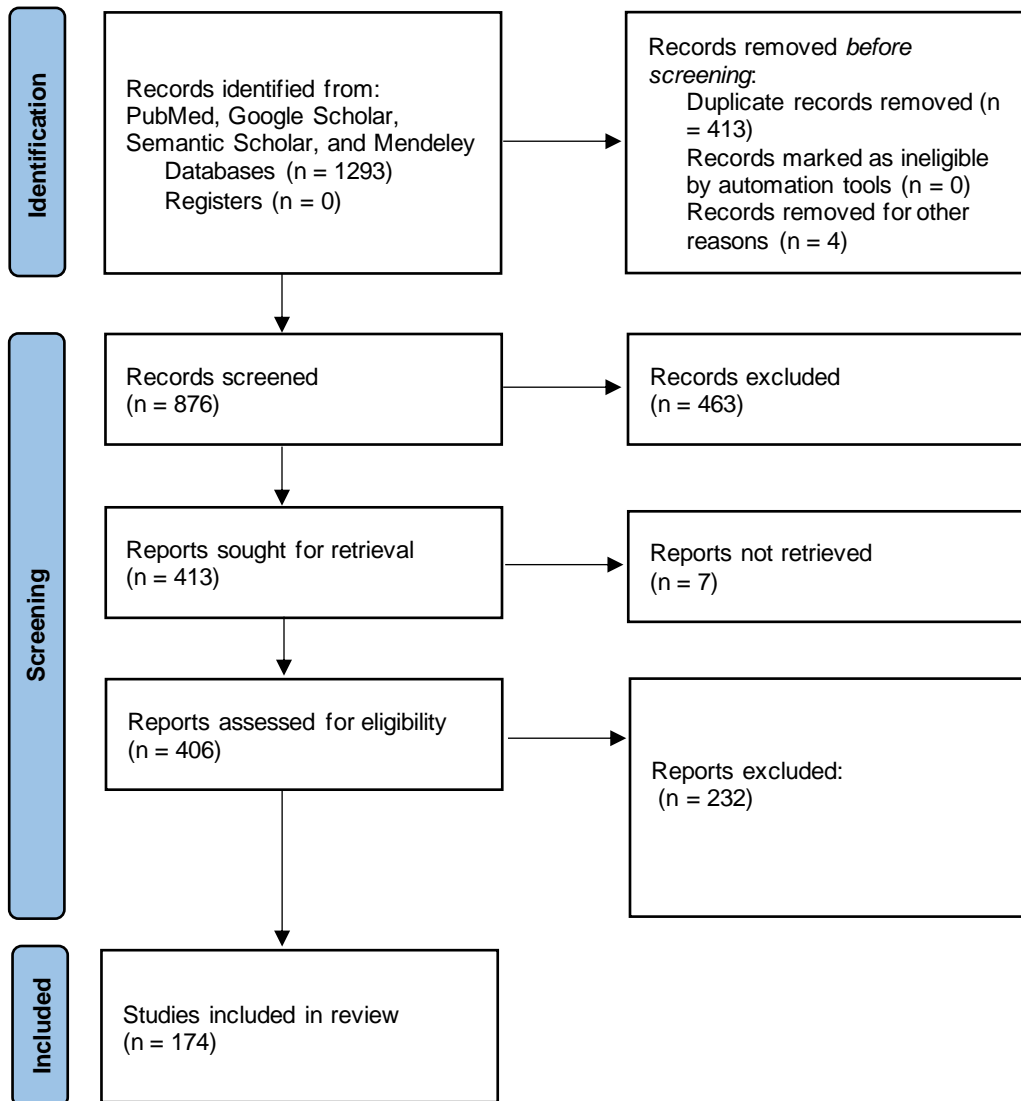 Identification
Records identified from:
PubMed, Google Scholar,
Semantic Scholar, and Mendeley
Databases (n = 1293)
Registers (n = 0)
Records removed before
screening:
Duplicate records removed (n
= 413)
Records marked as ineligible
by automation tools (n = 0)
Records removed for other
reasons (n = 4)
Screening
Records screened
(n = 876)
Records excluded
(n = 463)
Reports sought for retrieval
(n = 413)
Reports not retrieved
(n = 7)
Reports assessed for eligibility
(n = 406)
Reports excluded:
(n = 232)
Included
Studies included in review
(n = 174)